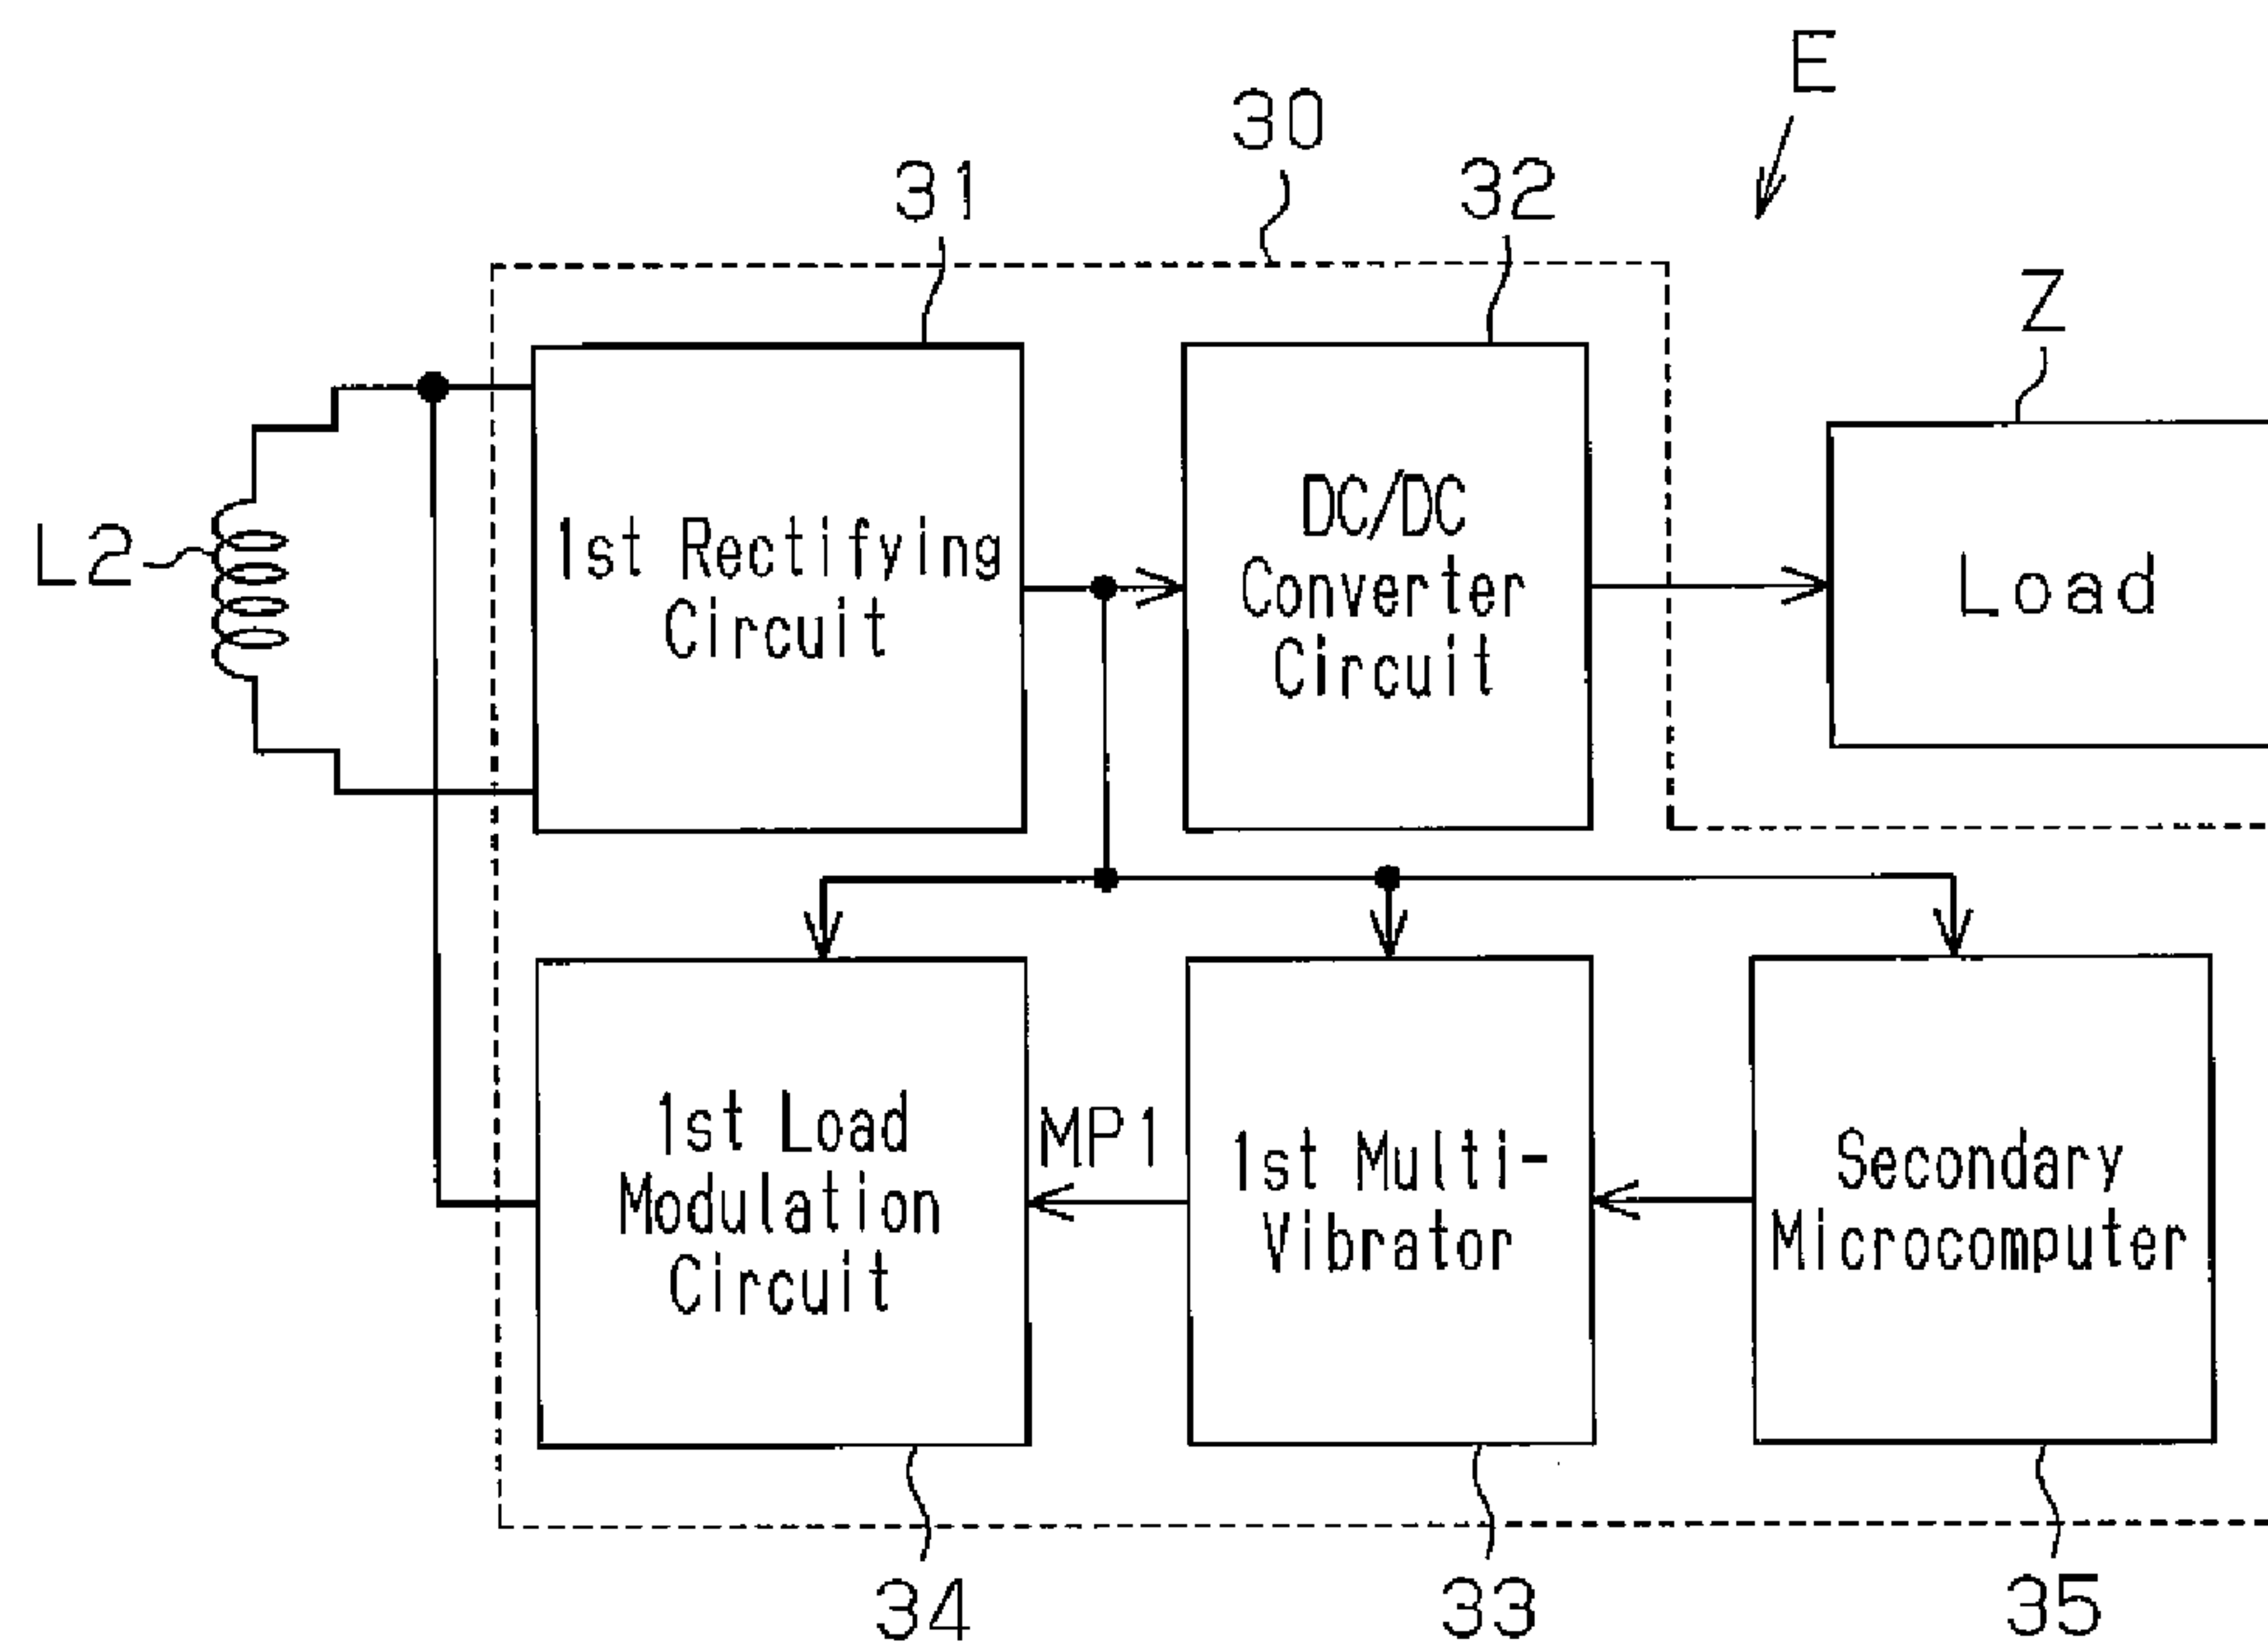 E
30
31
32
Z
L2
1st Rectifying
Circuit
DC/DC
Converter
Circuit
Load
1st Load
Modulation
Circuit
MP1
1st Multi-
Vibrator
Secondary
Microcomputer
34
33
35